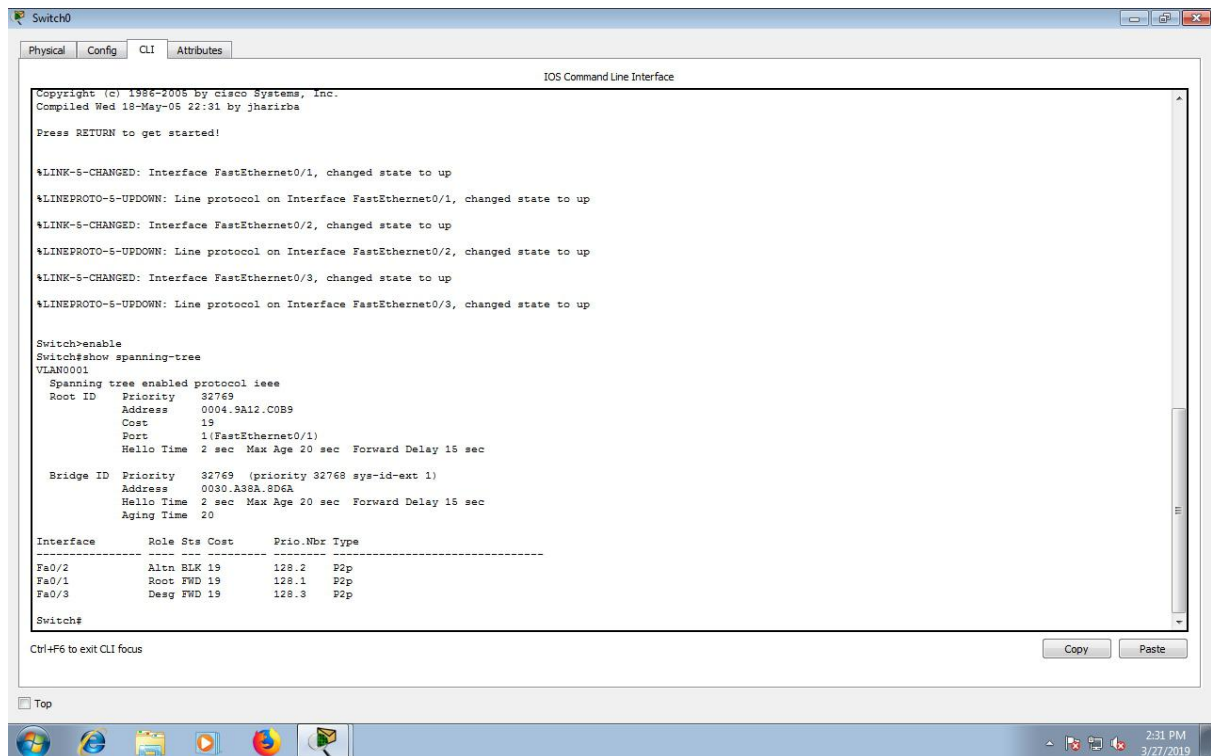 Switch0
Physical Config CLI Attributes
IOS Command Line Interface
Copyright (c) 1986-2005 by cisco Systems, Inc.
Compiled Wed 18-May-05 22:31 by jharirba
Press RETURN to get started!
%LINK-5-CHANGED: Interface FastEthernet0/1, changed state to up
%LINEPROTO-5-UPDOWN: Line protocol on Interface FastEthernet0/1, changed state to up
%LINK-5-CHANGED: Interface FastEthernet0/2, changed state to up
%LINEPROTO-5-UPDOWN: Line protocol on Interface FastEthernet0/2, changed state to up
%LINK-5-CHANGED: Interface FastEthernet0/3, changed state to up
%LINEPROTO-5-UPDOWN: Line protocol on Interface FastEthernet0/3, changed state to up
Switch>enable
Switch#show spanning-tree
VLAN0001
Spanning tree enabled protocol ieee
Root ID Priority 32769
Address 0004.9A12.C0B9
Cost 19
Port 1(FastEthernet0/1)
Hello Time 2 sec Max Age 20 sec Forward Delay 15 sec
Bridge ID Priority 32769 (priority 32768 sys-id-ext 1)
Address 0030.A38A.8D6A
Hello Time 2 sec Max Age 20 sec Forward Delay 15 sec
Aging Time 20
Interface Role Sts Cost Prio.Nbr Type
---------------- ---- --- --------- -------- --------------------------------
Fa0/2 Altn BLK 19 128.2 P2p
Fa0/1 Root FWD 19 128.1 P2p
Fa0/3 Desg FWD 19 128.3 P2p
Switch#
Ctrl+F6 to exit CLI focus
Copy Paste
Top
2:31 PM
3/27/2019